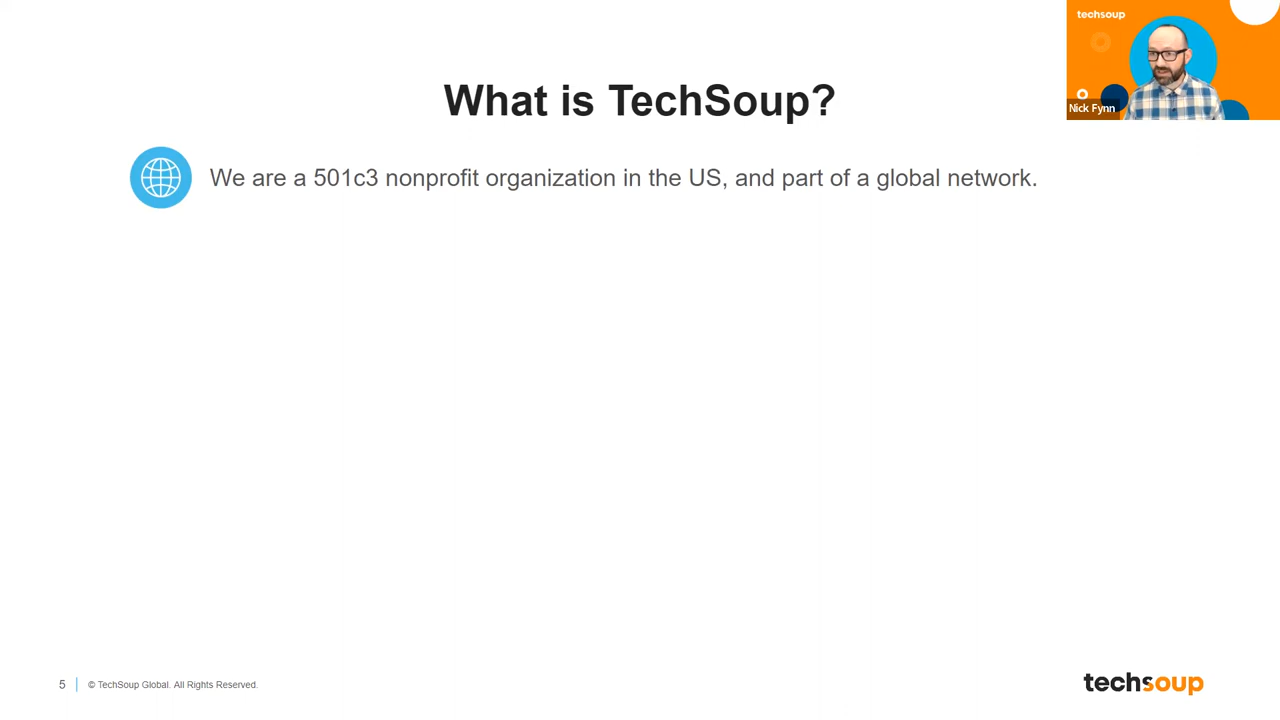 techsoup
Nick Fynn
What is TechSoup?
We are a 501c3 nonprofit organization in the US, and part of a global network.
5
© TechSoup Global. All Rights Reserved.
techsoup